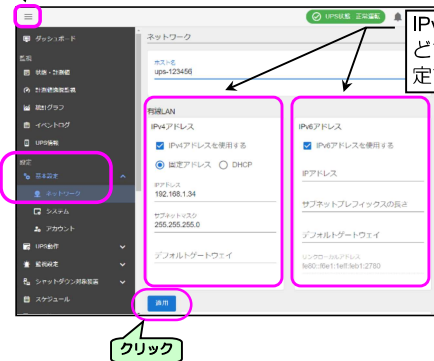 UPS状態 正常運転
IPv
ど
定
ダッシュボード
ネットワーク
監視
ホスト名
ups-123456
状態・計測値
計測値換算監視
有線LAN
統計グラフ
IPv4アドレス
IPv6アドレス
イベントログ
IPv4アドレスを使用する
IPv6アドレスを使用する
UPS情報
固定アドレス
DHCP
設定
IPアドレス
IPアドレス
基本設定
192.168.1.34
ネットワーク
サブネットマスク
サブネットプレフィックスの長さ
システム
255.255.255.0
アカウント
デフォルトゲートウェイ
デフォルトゲートウェイ
UPS動作
リンクローカルアドレス
監視設定
fe80::f6e1:1eff:feb1:2780
シャットダウン対象装置
スケジュール
適用
クリック